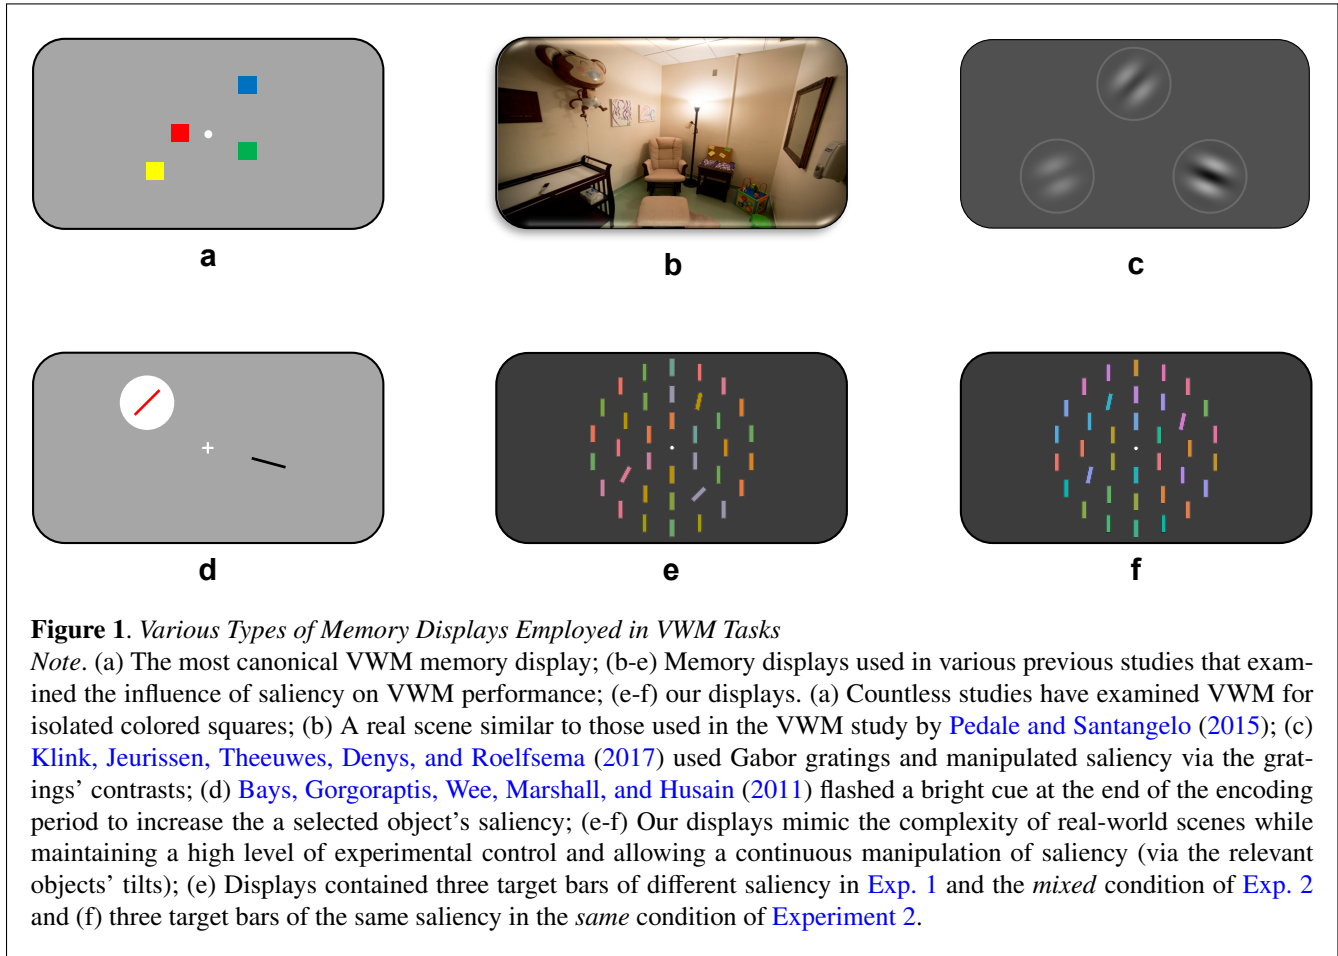 a
b
c
d
e
f
Figure 1. Various Types of Memory Displays Employed in VWM Tasks
Note. (a) The most canonical VWM memory display; (b-e) Memory displays used in various previous studies that exam-
ined the influence of saliency on VWM performance; (e-f) our displays. (a) Countless studies have examined VWM for
isolated colored squares; (b) A real scene similar to those used in the VWM study by Pedale and Santangelo (2015); (c)
Klink, Jeurissen, Theeuwes, Denys, and Roelfsema (2017) used Gabor gratings and manipulated saliency via the grat-
ings’ contrasts; (d) Bays, Gorgoraptis, Wee, Marshall, and Husain (2011) flashed a bright cue at the end of the encoding
period to increase the a selected object’s saliency; (e-f) Our displays mimic the complexity of real-world scenes while
maintaining a high level of experimental control and allowing a continuous manipulation of saliency (via the relevant
objects’ tilts); (e) Displays contained three target bars of different saliency in Exp. 1 and the mixed condition of Exp. 2
and (f) three target bars of the same saliency in the same condition of Experiment 2.